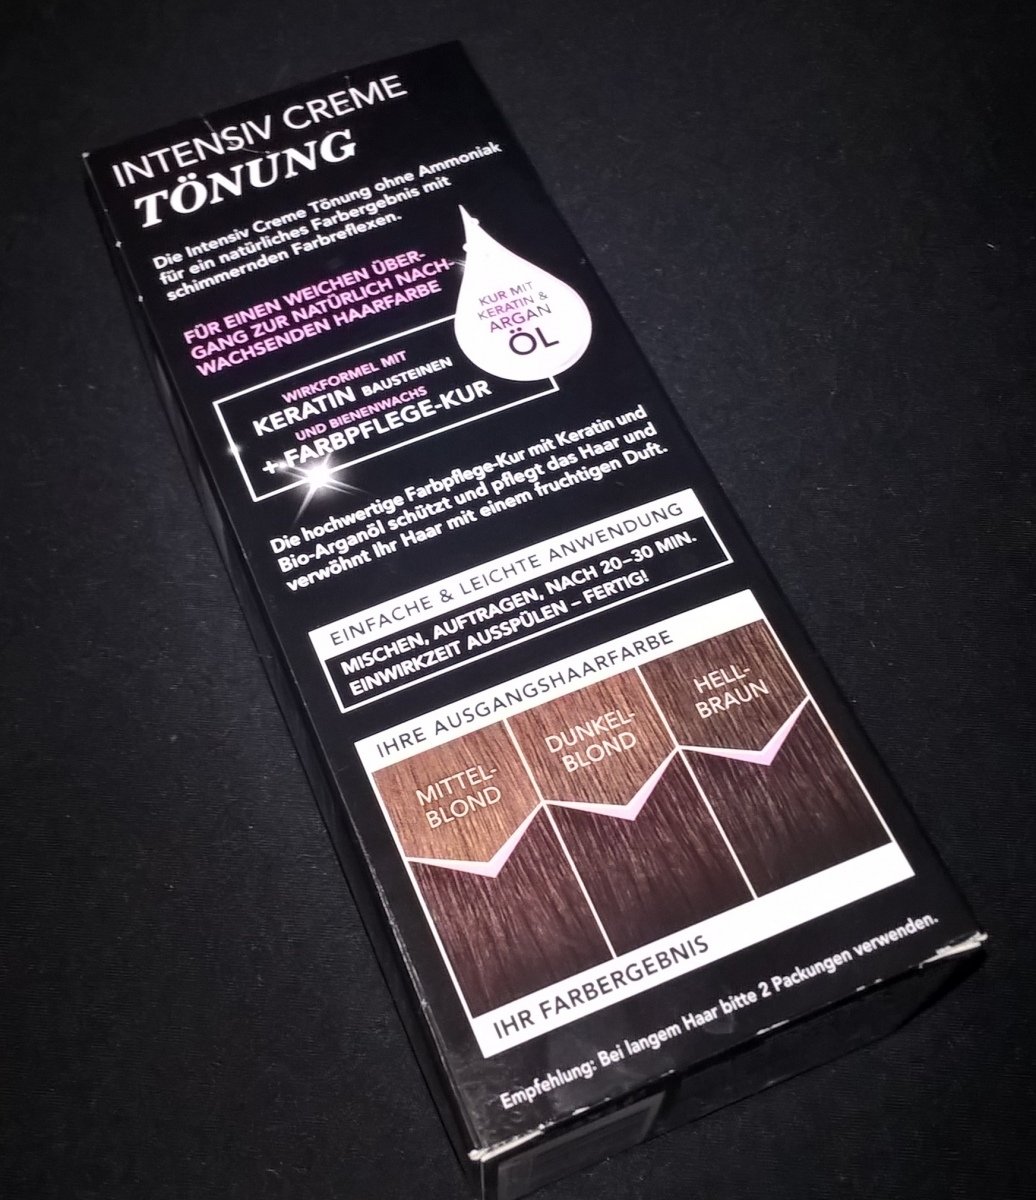 INTENSIV CREME
TÖNUNG
Die Intensiv Creme Tönung ohne Ammoniak
für ein natürliches Farbergebnis mit
schimmernden Farbreflexen.
FÜR EINEN WEICHEN ÜBER-
GANG ZUR NATÜRLICH NACH-
WACHSENDEN HAARFARBE
KUR MIT
KERATIN &
ARGAN
ÖL
WIRKFORMEL MIT
KERATIN BAUSTEINEN
UND BIENENWACHS
+ FARBPFLEGE-KUR
Die hochwertige Farbpflege-Kur mit Keratin und
Bio-Arganöl schützt und pflegt das Haar und
verwöhnt Ihr Haar mit einem fruchtigen Duft.
EINFACHE & LEICHTE ANWENDUNG
MISCHEN, AUFTRAGEN, NACH 20–30 MIN.
EINWIRKZEIT AUSSPÜLEN – FERTIG!
IHRE AUSGANGSHAARFARBE
MITTEL-
BLOND
DUNKEL-
BLOND
HELL-
BRAUN
IHR FARBERGEBNIS
Empfehlung: Bei langem Haar bitte 2 Packungen verwenden.